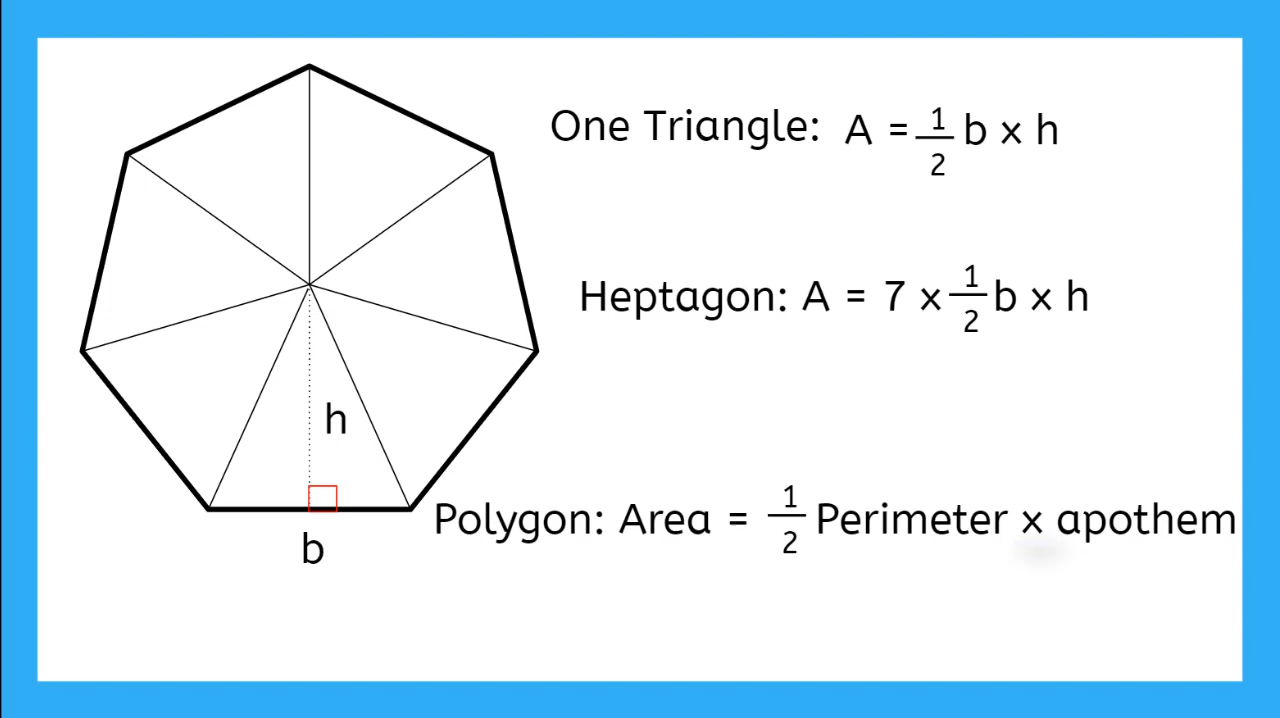 One Triangle: A = 1/2 b x h
Heptagon: A = 7 x 1/2 b x h
h
Polygon: Area = 1/2 Perimeter x apothem
b